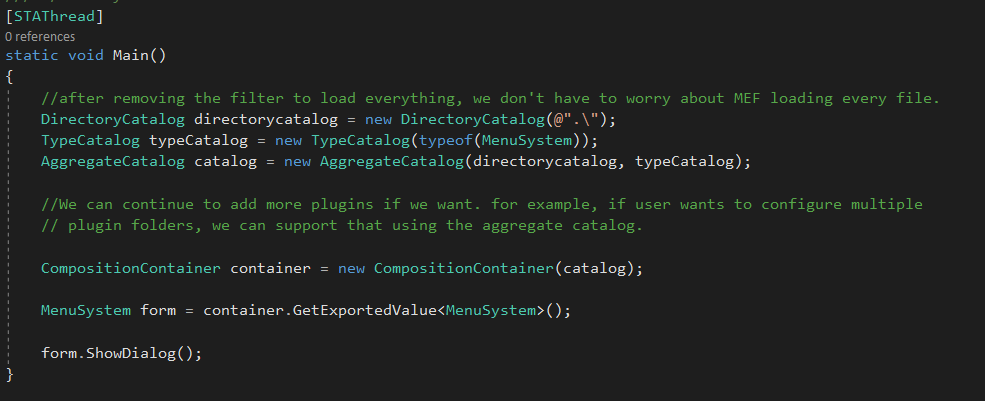 [STAThread]
0 references
static void Main()
{
//after removing the filter to load everything, we don't have to worry about MEF loading every file.
DirectoryCatalog directorycatalog = new DirectoryCatalog(@".\");
TypeCatalog typeCatalog = new TypeCatalog(typeof(MenuSystem));
AggregateCatalog catalog = new AggregateCatalog(directorycatalog, typeCatalog);
//We can continue to add more plugins if we want. for example, if user wants to configure multiple
// plugin folders, we can support that using the aggregate catalog.
CompositionContainer container = new CompositionContainer(catalog);
MenuSystem form = container.GetExportedValue<MenuSystem>();
form.ShowDialog();
}